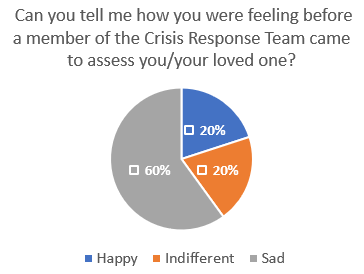 Can you tell me how you were feeling before
a member of the Crisis Response Team came
to assess you/your loved one?
20%
60%
20%
Happy Indifferent Sad